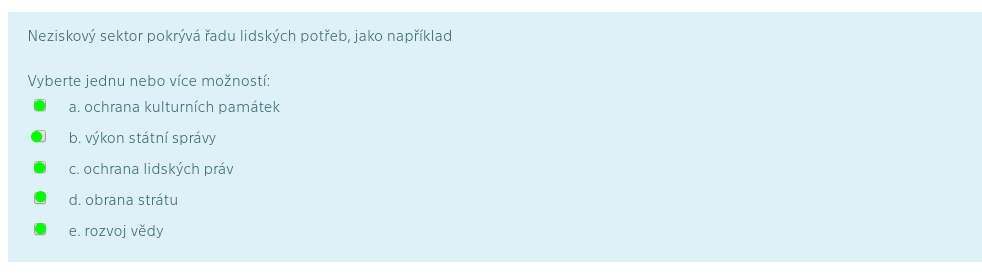 Neziskový sektor pokrývá řadu lidských potřeb, jako například
Vyberte jednu nebo více možností:
a. ochrana kulturních památek
b. výkon státní správy
c. ochrana lidských práv
d. obrana strátu
e. rozvoj vědy